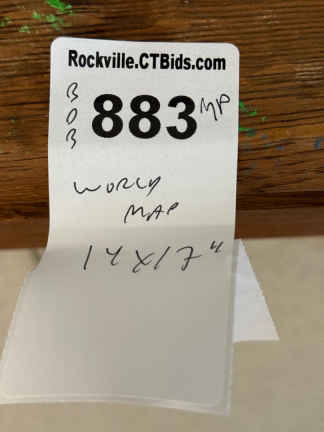 Rockville.CTBids.com
BOB
883
MP
WORLD
MAP
14X17"